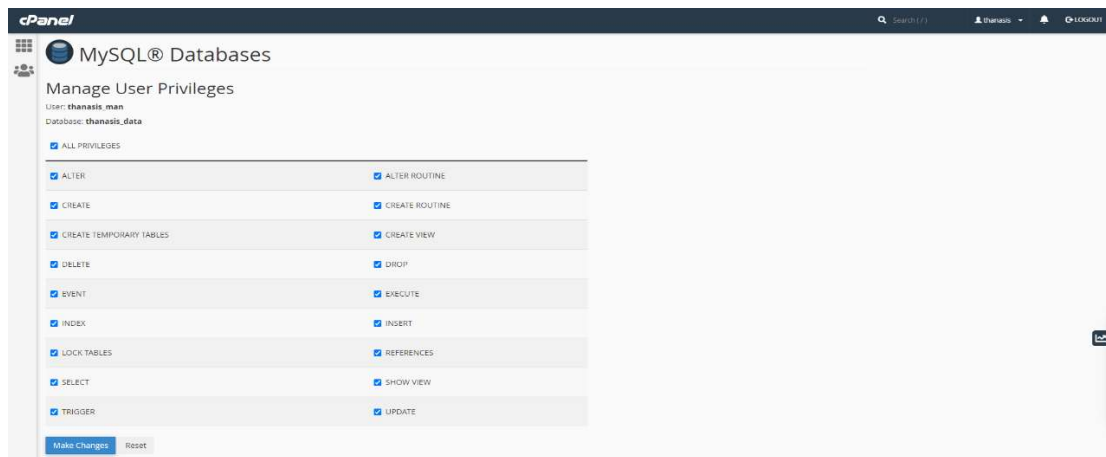 cPanel
Search ( / )
thanasis
LOGOUT
MySQL® Databases
Manage User Privileges
User: thanasis_man
Database: thanasis_data
ALL PRIVILEGES
ALTER ALTER ROUTINE
CREATE CREATE ROUTINE
CREATE TEMPORARY TABLES CREATE VIEW
DELETE DROP
EVENT EXECUTE
INDEX INSERT
LOCK TABLES REFERENCES
SELECT SHOW VIEW
TRIGGER UPDATE
Make Changes Reset